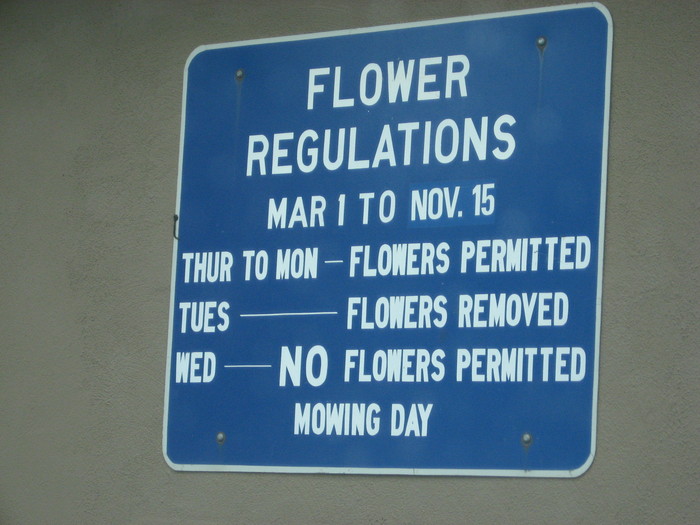 FLOWER
REGULATIONS
MAR 1 TO NOV. 15
THUR TO MON — FLOWERS PERMITTED
TUES — FLOWERS REMOVED
WED — NO FLOWERS PERMITTED
MOWING DAY